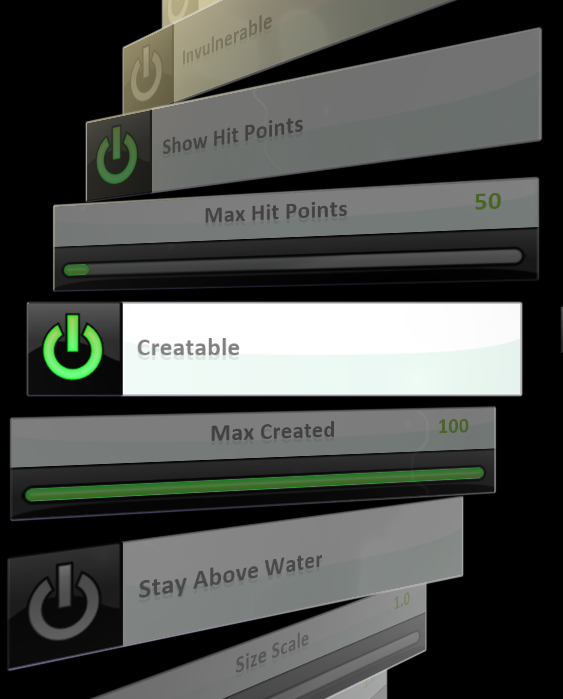 Invulnerable
Show Hit Points
Max Hit Points 50
Creatable
Max Created 100
Stay Above Water
1.0
Size Scale